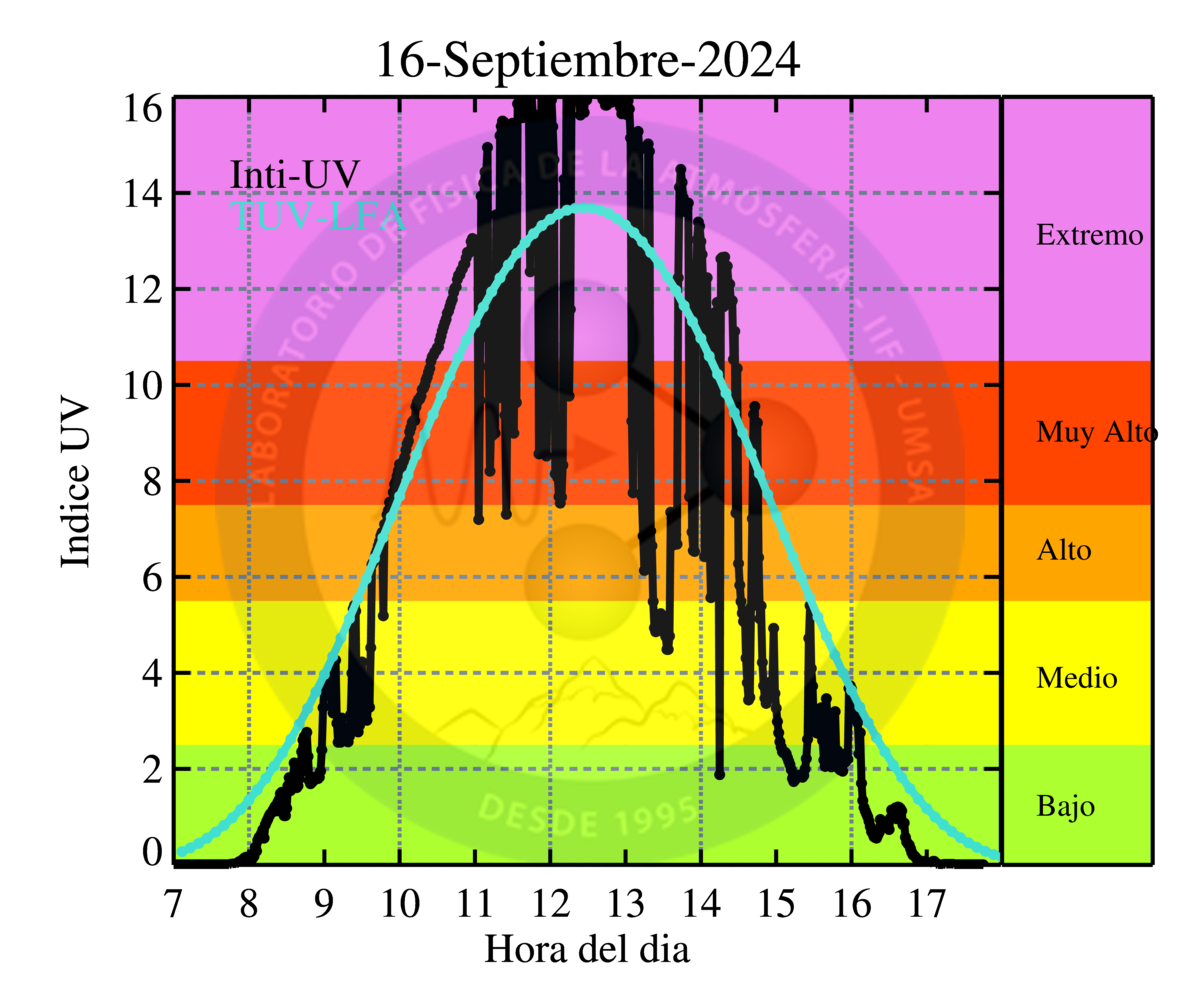 16-Septiembre-2024
16
14
12
10
8
6
4
2
0
Indice UV
Inti-UV
TUV-LFA
LABORATORIO DE FÍSICA DE LA ATMÓSFERA - IIF - UMSA
DESDE 1995
Extremo
Muy Alto
Alto
Medio
Bajo
7 8 9 10 11 12 13 14 15 16 17
Hora del dia